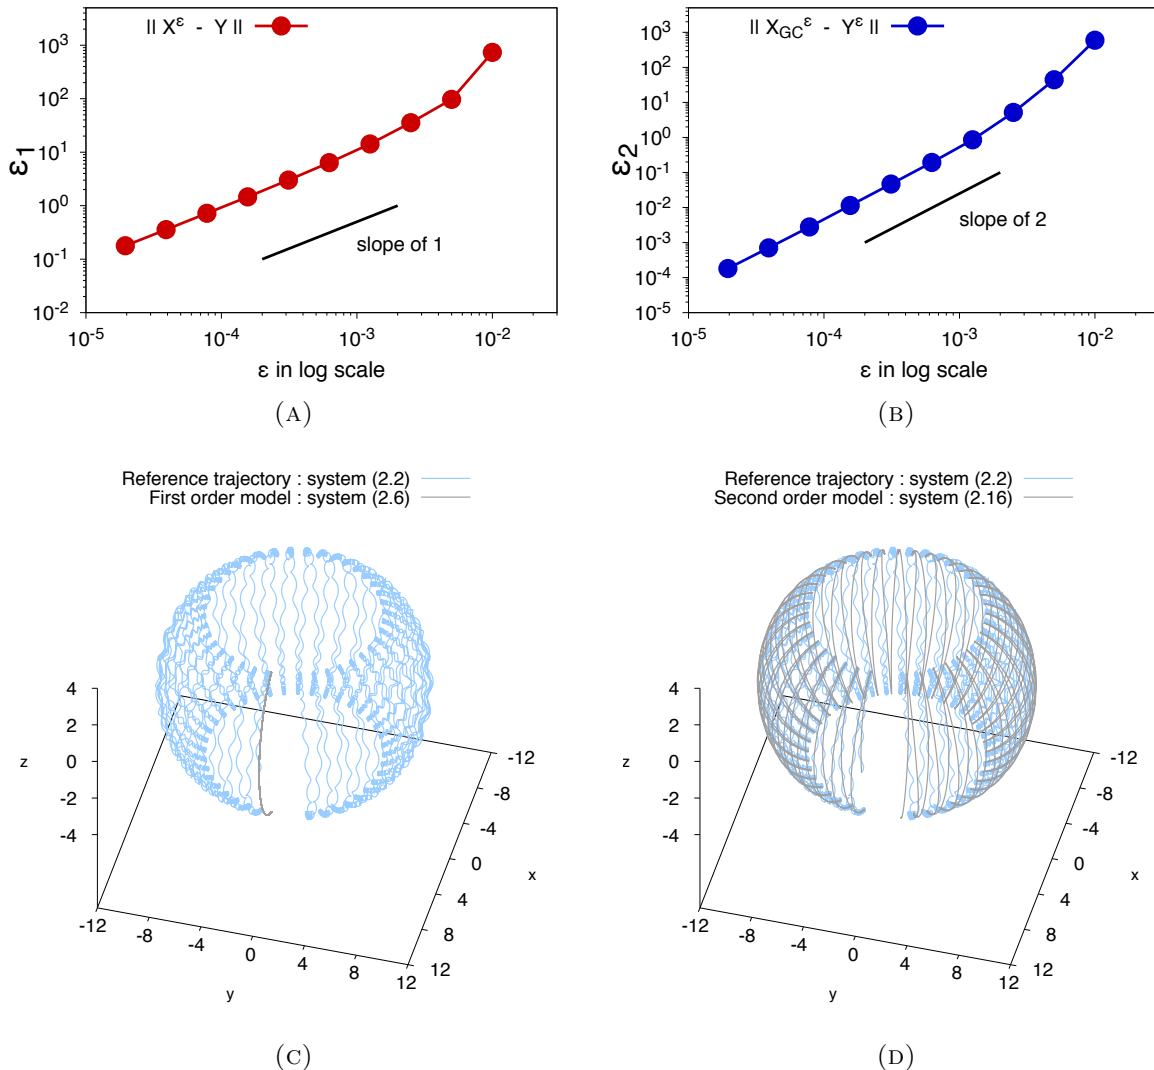 || X^ε - Y ||
10^3
10^2
10^1
10^0
10^-1
10^-2
ε_1
slope of 1
10^-5
10^-4
10^-3
10^-2
ε in log scale
(A)
|| X_GC^ε - Y^ε ||
10^3
10^2
10^1
10^0
10^-1
10^-2
10^-3
10^-4
10^-5
ε_2
slope of 2
10^-5
10^-4
10^-3
10^-2
ε in log scale
(B)
Reference trajectory : system (2.2)
First order model : system (2.6)
4
2
0
-2
-4
z
-12
-8
-4
0
4
8
12
y
-12
-8
-4
0
4
8
12
x
(C)
Reference trajectory : system (2.2)
Second order model : system (2.16)
4
2
0
-2
-4
z
-12
-8
-4
0
4
8
12
y
-12
-8
-4
0
4
8
12
x
(D)